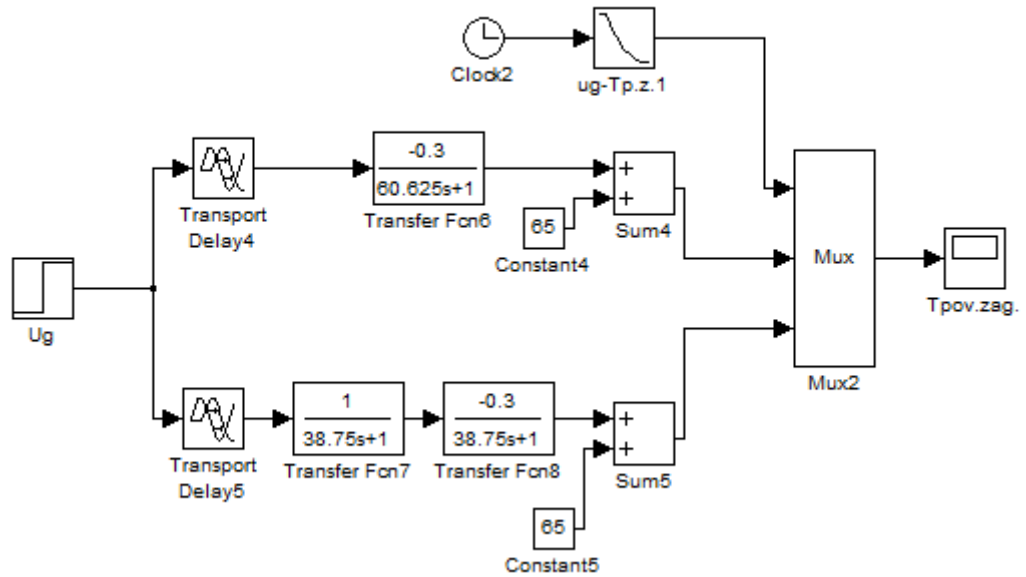 Clock2
ug-Tp.z.1
Transport
Delay4
-0.3
60.625s+1
Transfer Fcn6
65
Constant4
+
+
Sum4
Ug
Mux
Mux2
Tpov.zag.
Transport
Delay5
1
38.75s+1
Transfer Fcn7
-0.3
38.75s+1
Transfer Fcn8
+
+
Sum5
65
Constant5